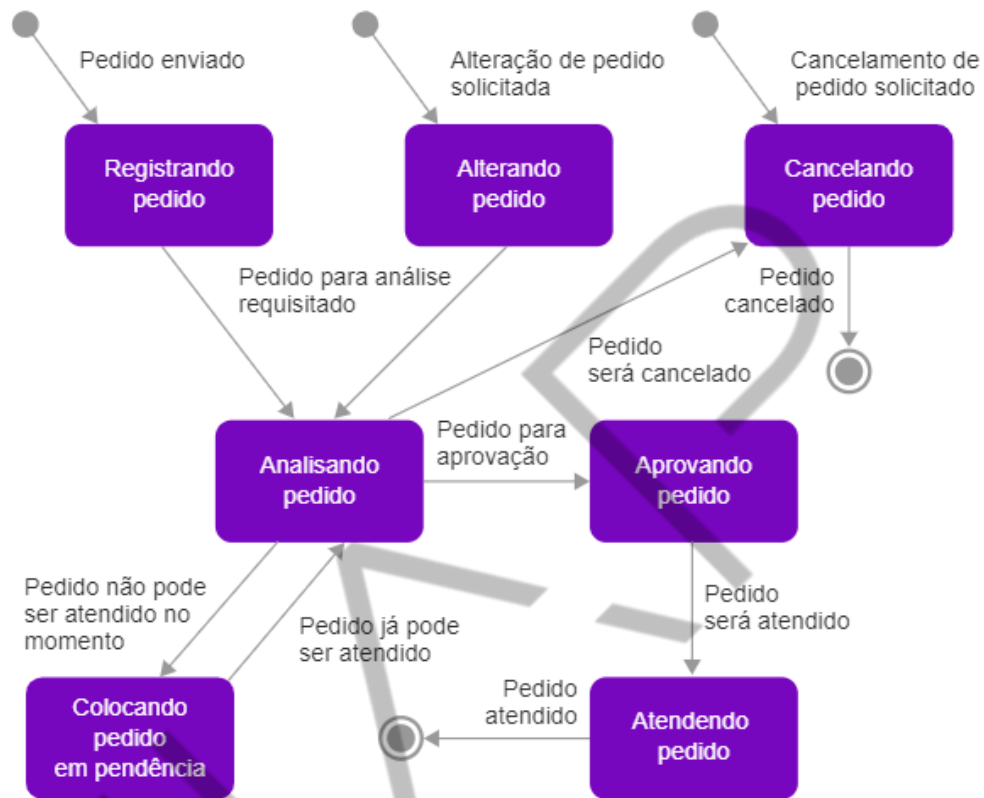 Pedido enviado
Alteração de pedido
solicitada
Cancelamento de
pedido solicitado
Registrando
pedido
Alterando
pedido
Cancelando
pedido
Pedido para análise
requisitado
Pedido
cancelado
Pedido
será cancelado
Analisando
pedido
Pedido para
aprovação
Aprovando
pedido
Pedido não pode
ser atendido no
momento
Pedido já pode
ser atendido
Pedido
será atendido
Colocando
pedido
em pendência
Pedido
atendido
Atendendo
pedido